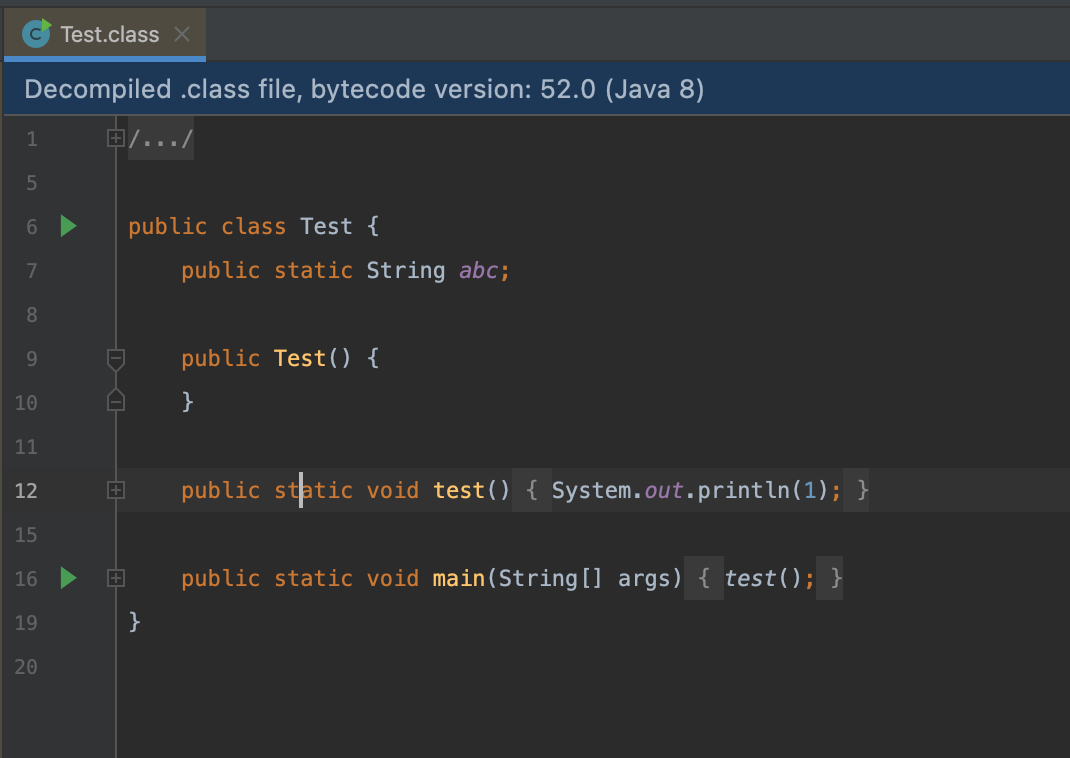 Test.class
Decompiled .class file, bytecode version: 52.0 (Java 8)
1 /.../
5
6 public class Test {
7 public static String abc;
8
9 public Test() {
10 }
11
12 public static void test() { System.out.println(1); }
15
16 public static void main(String[] args) { test(); }
19 }
20